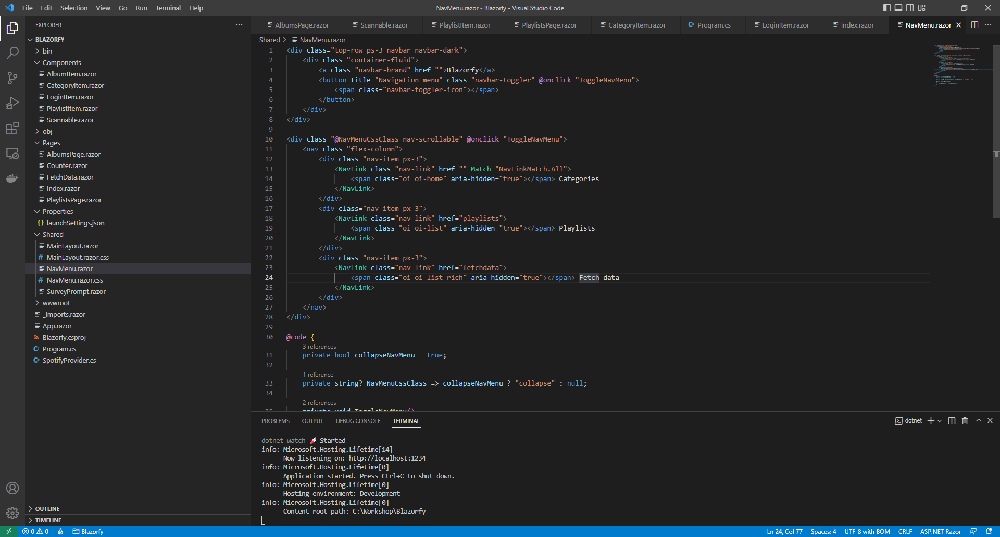 File Edit Selection View Go Run Terminal Help
NavMenu.razor - Blazorfy - Visual Studio Code
EXPLORER
BLAZORFY
bin
Components
AlbumItem.razor
CategoryItem.razor
LoginItem.razor
PlaylistItem.razor
Scannable.razor
obj
Pages
AlbumsPage.razor
Counter.razor
FetchData.razor
Index.razor
PlaylistsPage.razor
Properties
{} launchSettings.json
Shared
MainLayout.razor
# MainLayout.razor.css
NavMenu.razor
# NavMenu.razor.css
SurveyPrompt.razor
wwwroot
_Imports.razor
App.razor
Blazorfy.csproj
C# Program.cs
C# SpotifyProvider.cs
OUTLINE
TIMELINE
AlbumsPage.razor Scannable.razor PlaylistItem.razor PlaylistsPage.razor CategoryItem.razor C# Program.cs LoginItem.razor Index.razor NavMenu.razor
Shared > NavMenu.razor
1 <div class="top-row ps-3 navbar navbar-dark">
2 <div class="container-fluid">
3 <a class="navbar-brand" href="">Blazorfy</a>
4 <button title="Navigation menu" class="navbar-toggler" @onclick="ToggleNavMenu">
5 <span class="navbar-toggler-icon"></span>
6 </button>
7 </div>
8 </div>
9
10 <div class="@NavMenuCssClass nav-scrollable" @onclick="ToggleNavMenu">
11 <nav class="flex-column">
12 <div class="nav-item px-3">
13 <NavLink class="nav-link" href="" Match="NavLinkMatch.All">
14 <span class="oi oi-home" aria-hidden="true"></span> Categories
15 </NavLink>
16 </div>
17 <div class="nav-item px-3">
18 <NavLink class="nav-link" href="playlists">
19 <span class="oi oi-list" aria-hidden="true"></span> Playlists
20 </NavLink>
21 </div>
22 <div class="nav-item px-3">
23 <NavLink class="nav-link" href="fetchdata">
24 <span class="oi oi-list-rich" aria-hidden="true"></span> Fetch data
25 </NavLink>
26 </div>
27 </nav>
28 </div>
29
30 @code {
3 references
31 private bool collapseNavMenu = true;
32
1 reference
33 private string? NavMenuCssClass => collapseNavMenu ? "collapse" : null;
34
2 references
35 private void ToggleNavMenu()
PROBLEMS OUTPUT DEBUG CONSOLE TERMINAL
dotnet
dotnet watch 🚀 Started
info: Microsoft.Hosting.Lifetime[14]
Now listening on: http://localhost:1234
info: Microsoft.Hosting.Lifetime[0]
Application started. Press Ctrl+C to shut down.
info: Microsoft.Hosting.Lifetime[0]
Hosting environment: Development
info: Microsoft.Hosting.Lifetime[0]
Content root path: C:\Workshop\Blazorfy
0 0 Blazorfy
Ln 24, Col 77 Spaces: 4 UTF-8 with BOM CRLF ASP.NET Razor